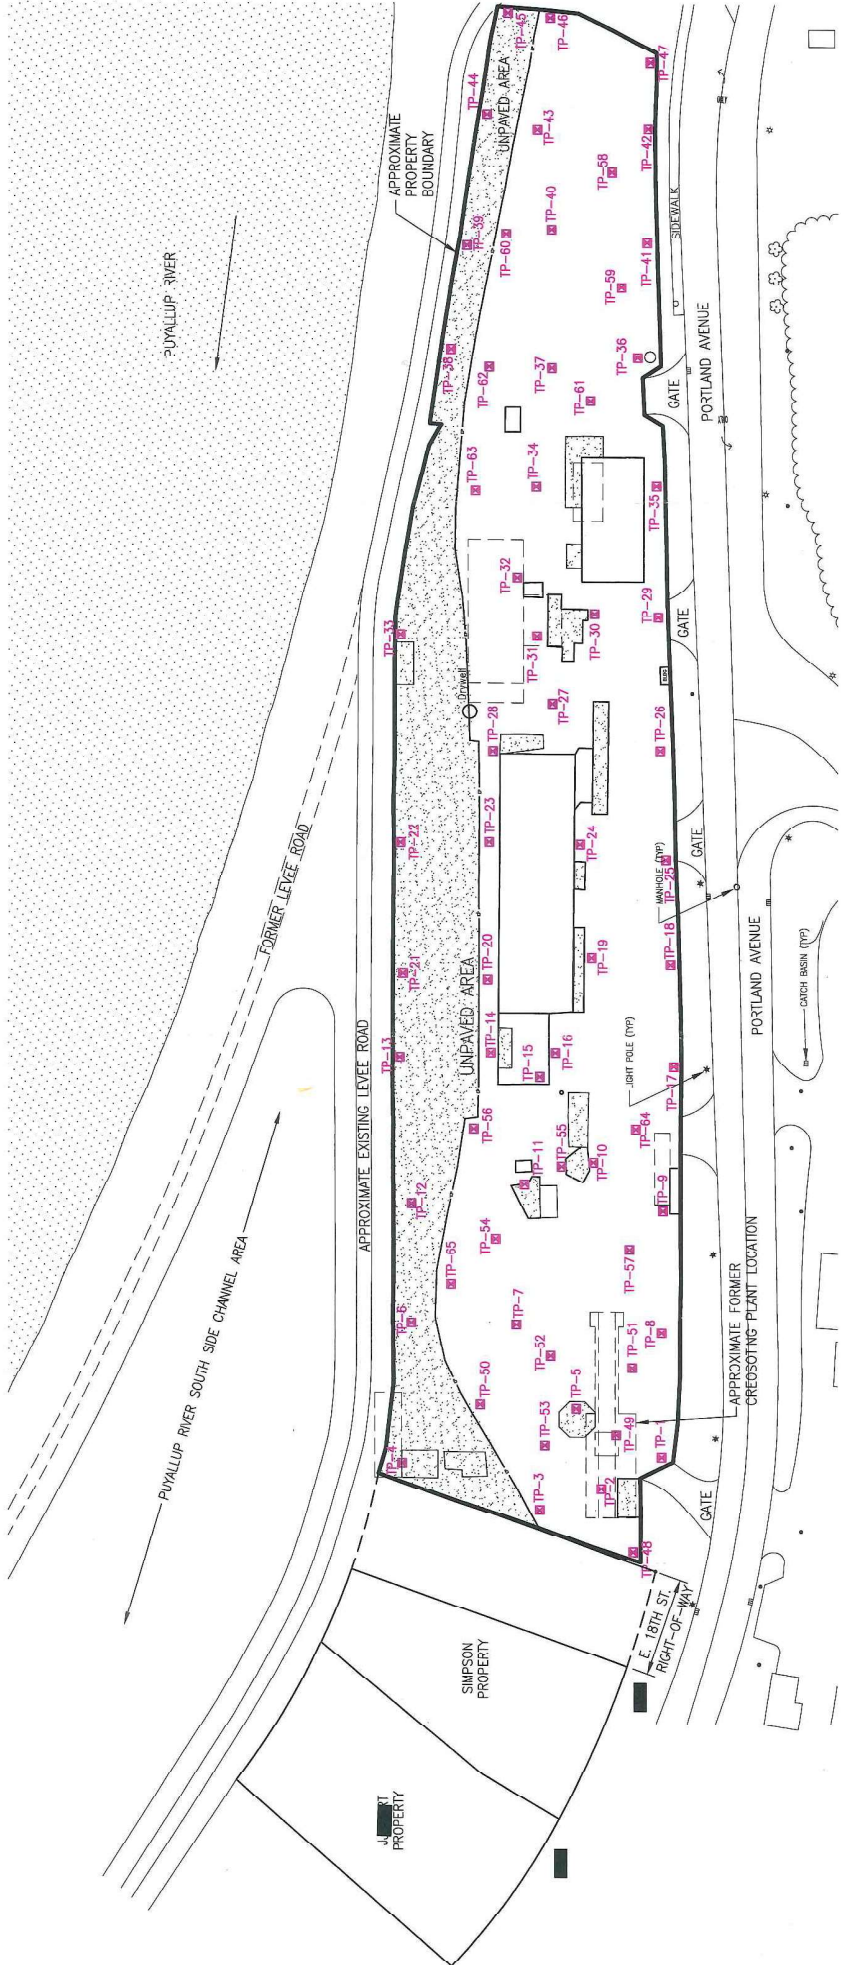 TP-45
TP-46
TP-47
UNPAVED AREA
TP-44
TP-43
TP-42
APPROXIMATE
PROPERTY
BOUNDARY
TP-58
TP-40
SIDEWALK
TP-39
TP-60
TP-41
PUYALLUP RIVER
TP-59
TP-38
TP-62
TP-37
TP-36
TP-61
GATE
PORTLAND AVENUE
TP-63
TP-34
TP-35
TP-32
TP-33
TP-31
TP-30
TP-29
GATE
Drywell
TP-28
TP-27
TP-26
FORMER LEVEE ROAD
TP-22
TP-23
TP-24
GATE
MANHOLE (TYP)
TP-25
TP-21
TP-20
UNPAVED AREA
TP-19
TP-18
PORTLAND AVENUE
CATCH BASIN (TYP)
TP-13
TP-14
TP-15
TP-16
TP-17
LIGHT POLE (TYP)
APPROXIMATE EXISTING LEVEE ROAD
TP-56
TP-55
TP-64
TP-11
TP-10
TP-12
TP-9
TP-54
TP-65
TP-57
PUYALLUP RIVER SOUTH SIDE CHANNEL AREA
TP-6
TP-7
TP-8
TP-52
TP-51
APPROXIMATE FORMER
CREOSOTNG PLANT LOCATION
TP-50
TP-5
TP-53
TP-49
TP-4
TP-1
TP-3
TP-2
GATE
TP-48
E. 18TH ST.
RIGHT-OF-WAY
SIMPSON
PROPERTY
PROPERTY